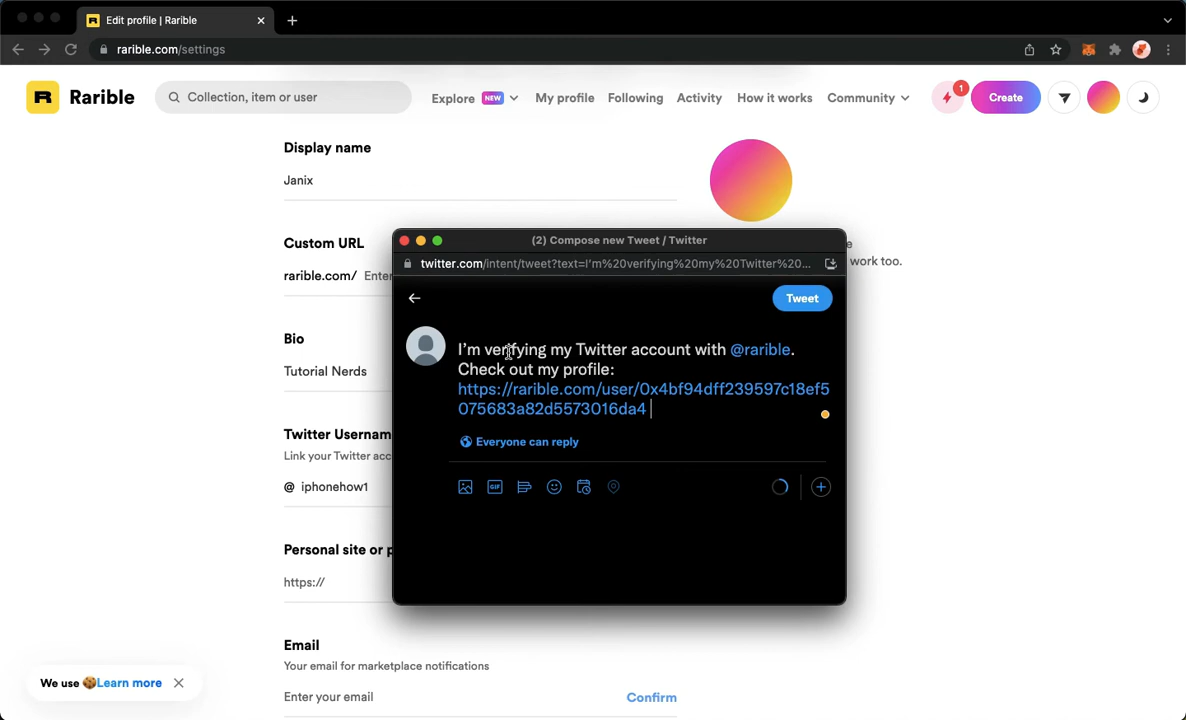 Edit profile | Rarible
rarible.com/settings
R Rarible
Collection, item or user
Explore NEW
My profile
Following
Activity
How it works
Community
1
Create
Display name
Janix
Custom URL
rarible.com/ Enter
Bio
Tutorial Nerds
Twitter Usernam
Link your Twitter acc
@ iphonehow1
Personal site or p
https://
Email
Your email for marketplace notifications
Enter your email
Confirm
e
work too.
(2) Compose new Tweet / Twitter
twitter.com/intent/tweet?text=I'm%20verifying%20my%20Twitter%20...
Tweet
I’m verifying my Twitter account with @rarible.
Check out my profile:
https://rarible.com/user/0x4bf94dff239597c18ef5
075683a82d5573016da4
Everyone can reply
GIF
We use 🍪Learn more